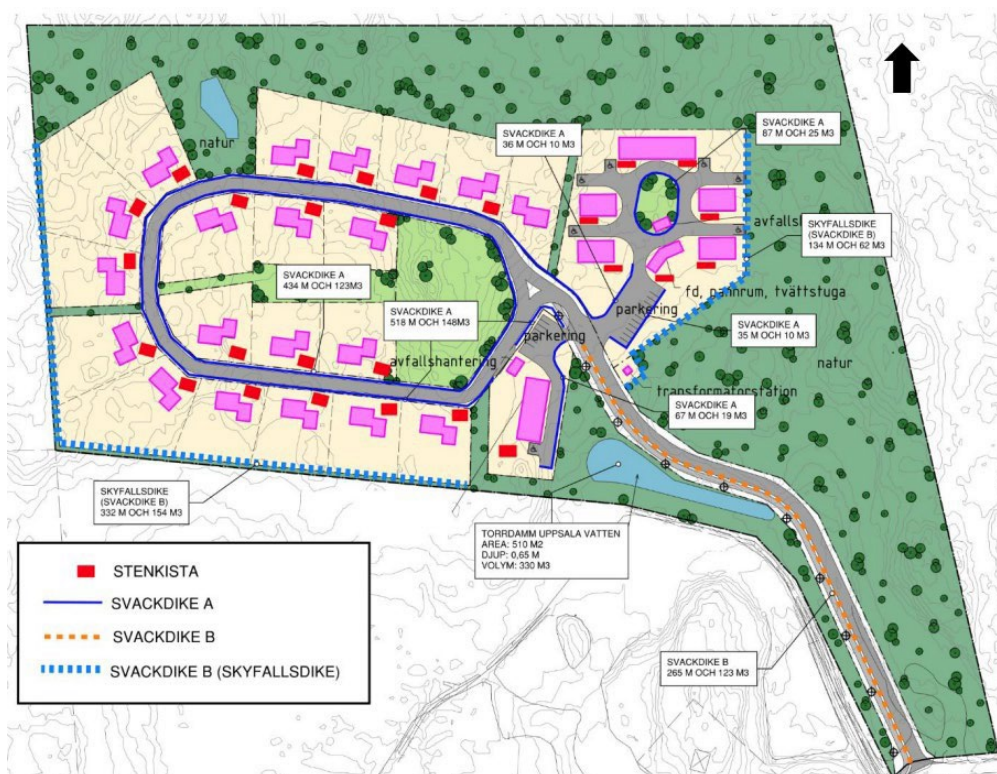 SVACKDIKE A
87 M OCH 25 M3
SVACKDIKE A
36 M OCH 10 M3
natur
avfalls
SKYFALLSDIKE
(SVACKDIKE B)
134 M OCH 62 M3
SVACKDIKE A
434 M OCH 123M3
fd, pannrum, tvättstuga
parkering
SVACKDIKE A
518 M OCH 148M3
parkering
SVACKDIKE A
35 M OCH 10 M3
avfallshantering
natur
transformatorstation
SVACKDIKE A
67 M OCH 19 M3
SKYFALLSDIKE
(SVACKDIKE B)
332 M OCH 154 M3
TORRDAMM UPPSALA VATTEN
AREA: 510 M2
DJUP: 0,65 M
VOLYM: 330 M3
STENKISTA
SVACKDIKE A
SVACKDIKE B
SVACKDIKE B (SKYFALLSDIKE)
SVACKDIKE B
265 M OCH 123 M3